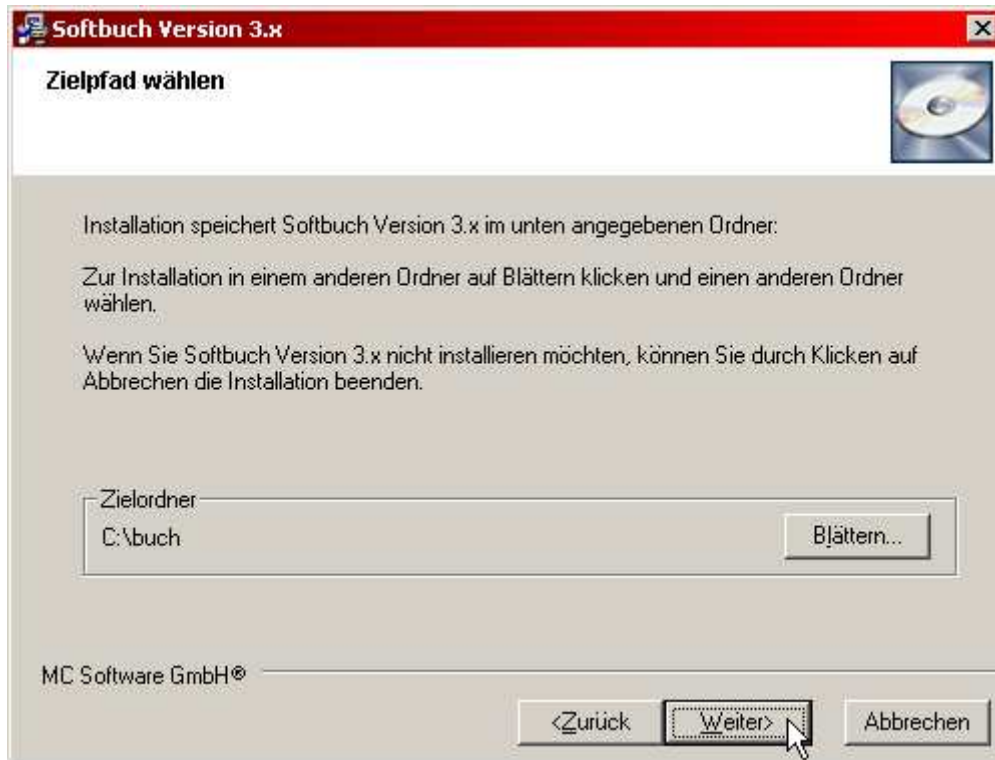 Softbuch Version 3.x
Zielpfad wählen
Installation speichert Softbuch Version 3.x im unten angegebenen Ordner:
Zur Installation in einem anderen Ordner auf Blättern klicken und einen anderen Ordner
wählen.
Wenn Sie Softbuch Version 3.x nicht installieren möchten, können Sie durch Klicken auf
Abbrechen die Installation beenden.
Zielordner
C:\buch
Blättern...
MC Software GmbH®
<Zurück
Weiter>
Abbrechen